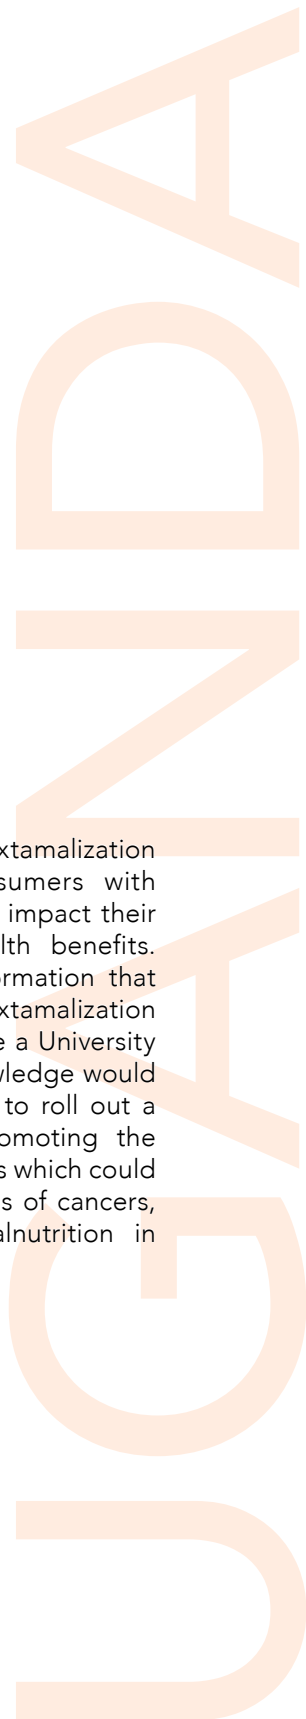 xtamalization
sumers with
impact their
lth benefits.
rmation that
xtamalization
e a University
wledge would
to roll out a
omoting the
s which could
s of cancers,
alnutrition in
UGANDA